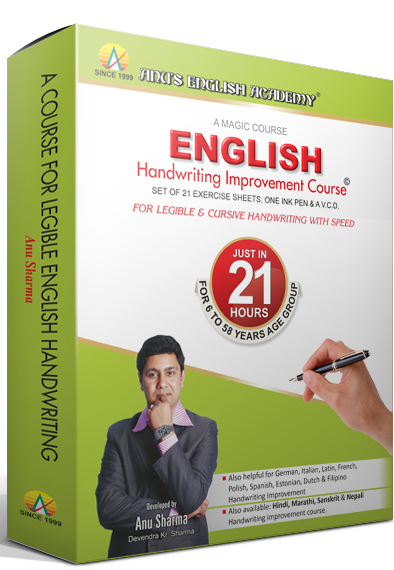 SINCE 1999
ANU'S ENGLISH ACADEMY®
A MAGIC COURSE
ENGLISH
Handwriting Improvement Course©
SET OF 21 EXERCISE SHEETS, ONE INK PEN & A V.C.D.
FOR LEGIBLE & CURSIVE HANDWRITING WITH SPEED
JUST IN
21
HOURS
FOR 6 TO 58 YEARS AGE GROUP
Also helpful for German, Italian, Latin, French,
Polish, Spanish, Estonian, Dutch & Filipino
Handwriting Improvement
Also available: Hindi, Marathi, Sanskrit & Nepali
Handwriting improvement course.
Developed by
Anu Sharma
Devendra Kr. Sharma
A COURSE FOR LEGIBLE ENGLISH HANDWRITING
Anu Sharma
SINCE 1999